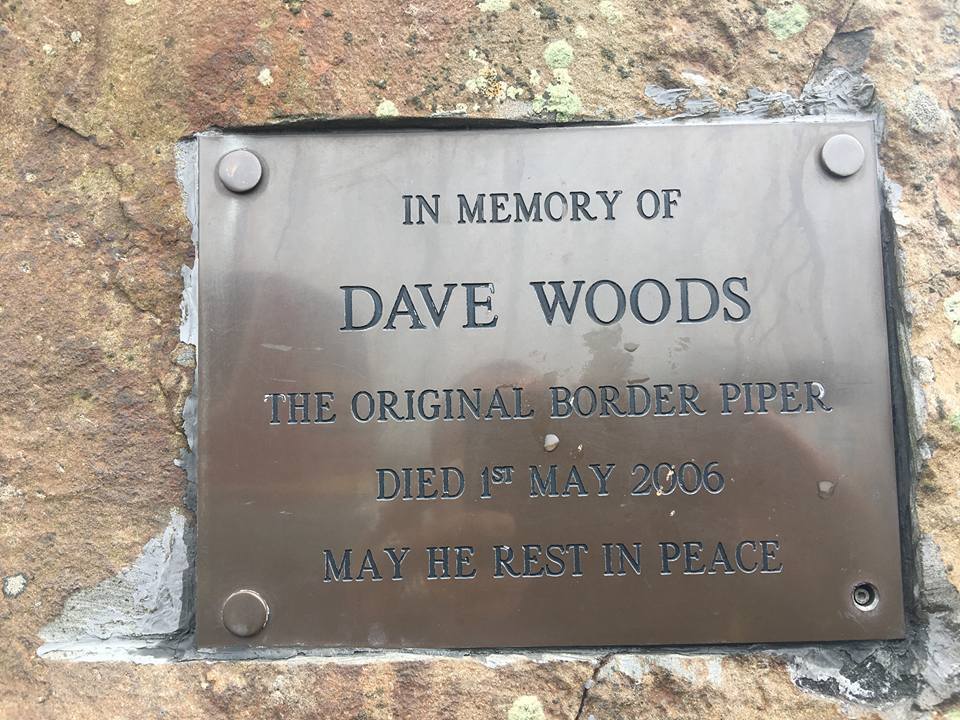 IN MEMORY OF
DAVE WOODS
THE ORIGINAL BORDER PIPER
DIED 1ST MAY 2006
MAY HE REST IN PEACE